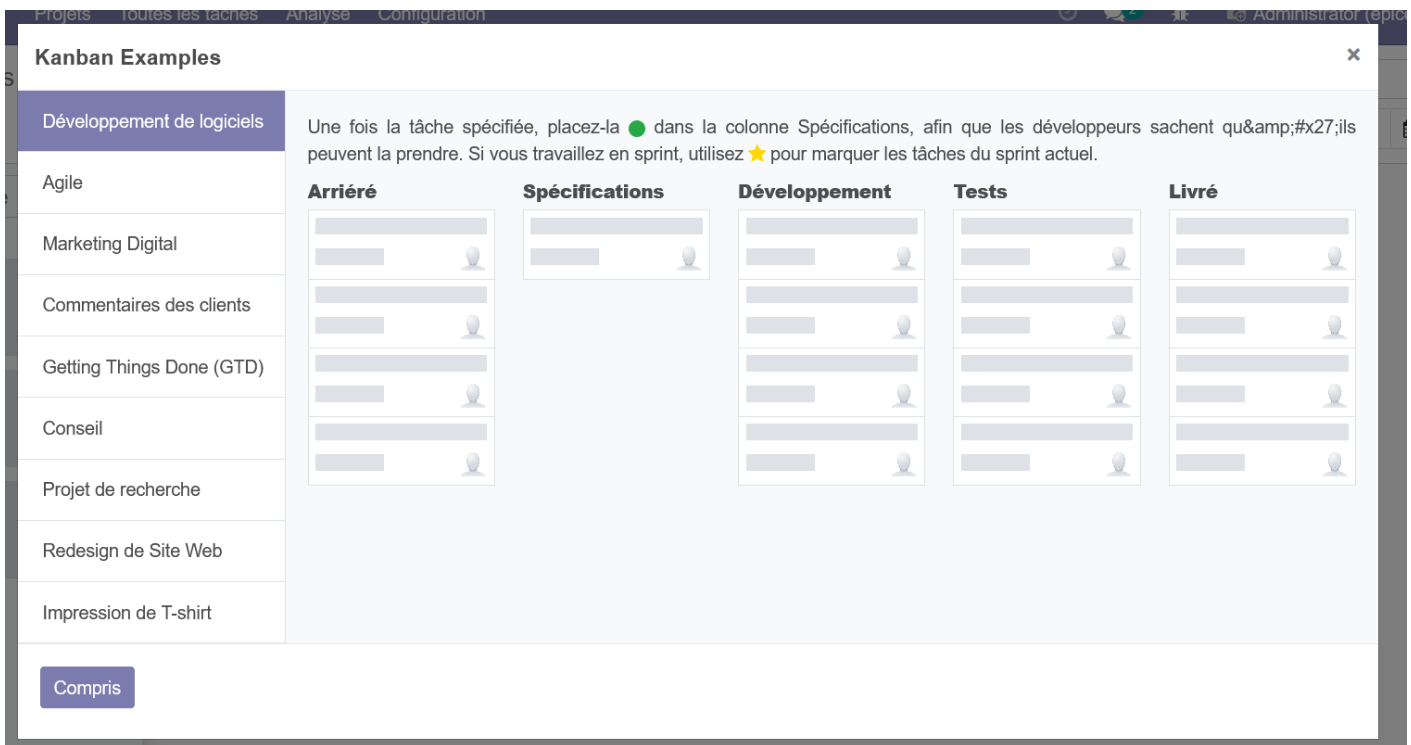 Projets Toutes les tâches Analyse Configuration 2 Administrator (epic
Kanban Examples ×
Développement de logiciels
Agile
Marketing Digital
Commentaires des clients
Getting Things Done (GTD)
Conseil
Projet de recherche
Redesign de Site Web
Impression de T-shirt
Une fois la tâche spécifiée, placez-la dans la colonne Spécifications, afin que les développeurs sachent qu&amp;#x27;ils
peuvent la prendre. Si vous travaillez en sprint, utilisez pour marquer les tâches du sprint actuel.
Arriéré Spécifications Développement Tests Livré
Compris